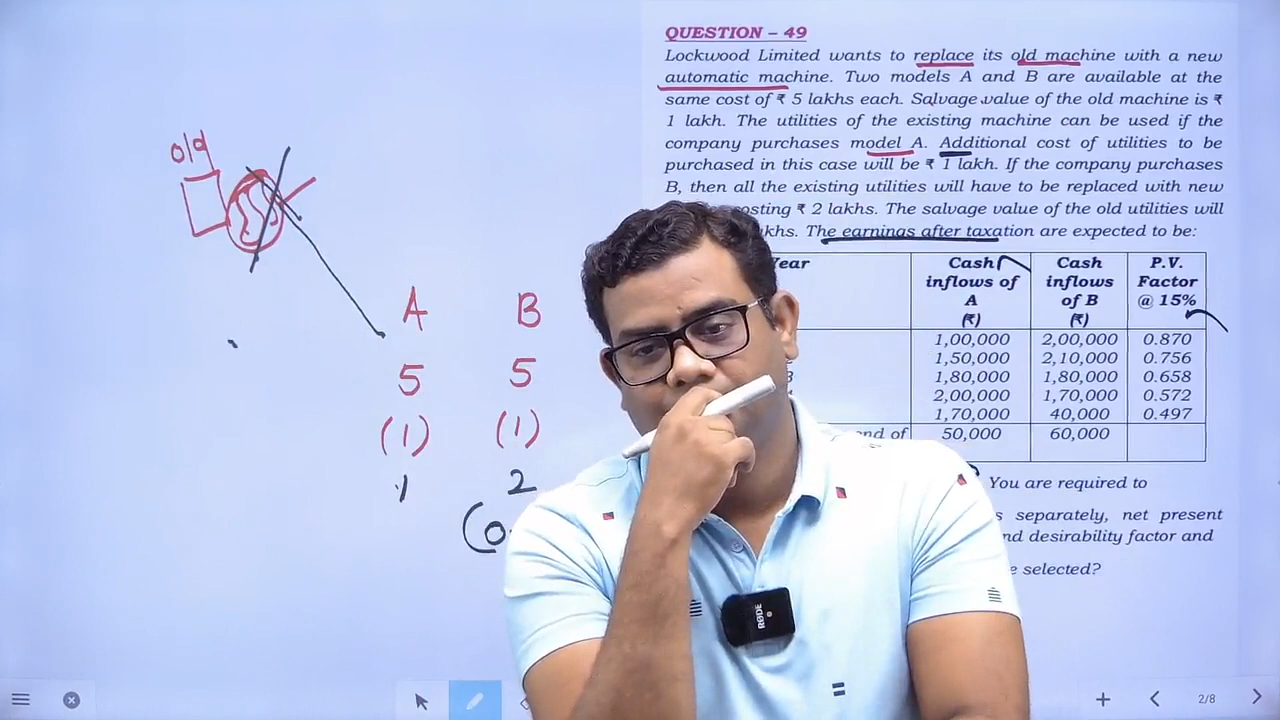 QUESTION – 49
Lockwood Limited wants to replace its old machine with a new
automatic machine. Two models A and B are available at the
same cost of ₹ 5 lakhs each. Salvage value of the old machine is ₹
1 lakh. The utilities of the existing machine can be used if the
company purchases model A. Additional cost of utilities to be
purchased in this case will be ₹ 1 lakh. If the company purchases
B, then all the existing utilities will have to be replaced with new
costing ₹ 2 lakhs. The salvage value of the old utilities will
The earnings after taxation are expected to be:
Year Cash inflows of A (₹) Cash inflows of B (₹) P.V. Factor @ 15%
1,00,000 2,00,000 0.870
1,50,000 2,10,000 0.756
1,80,000 1,80,000 0.658
2,00,000 1,70,000 0.572
1,70,000 40,000 0.497
end of 50,000 60,000
You are required to
separately, net present
desirability factor and
selected?
old
A B
5 5
(1) (1)
1 2
RØDE
2/8